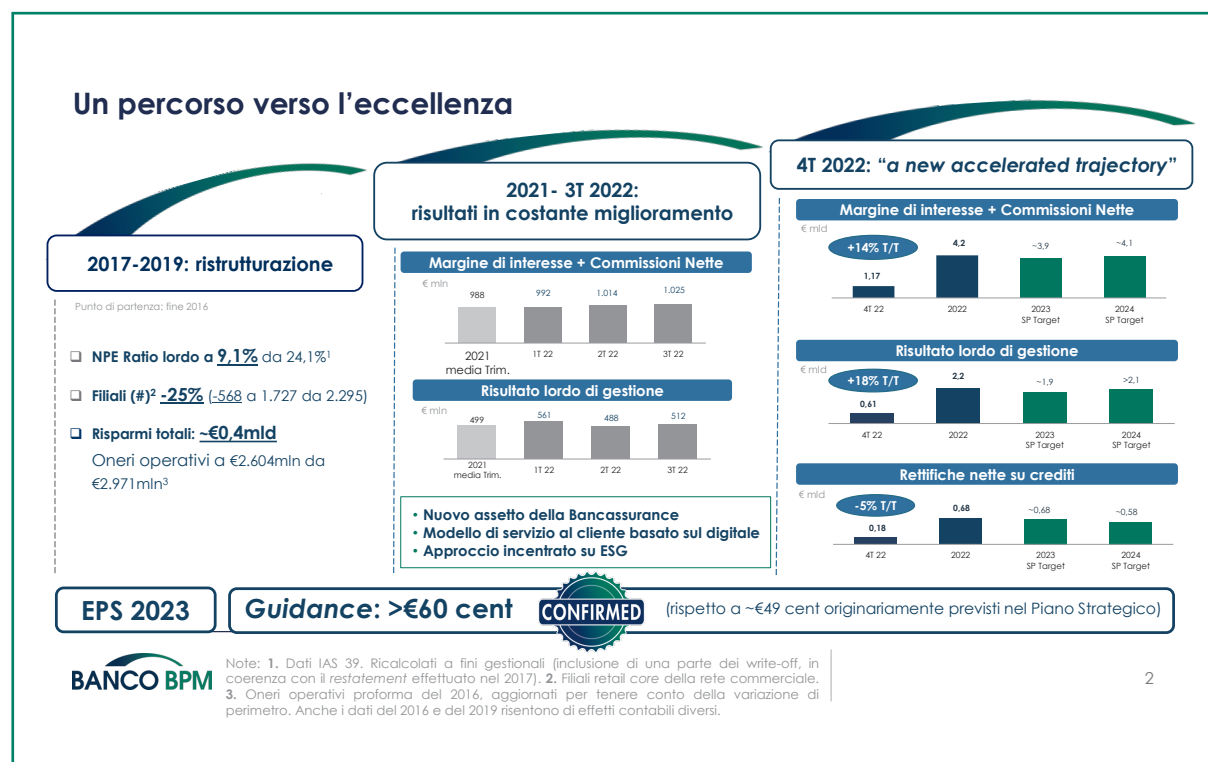 Un percorso verso l'eccellenza
2017-2019: ristrutturazione
Punto di partenza: fine 2016
❑ NPE Ratio lordo a 9,1% da 24,1%¹
❑ Filiali (#)² -25% (-568 a 1.727 da 2.295)
❑ Risparmi totali: ~€0,4mld
Oneri operativi a €2.604mln da
€2.971mln³
2021- 3T 2022:
risultati in costante miglioramento
Margine di interesse + Commissioni Nette
€ mln
988 992 1.014 1.025
2021 1T 22 2T 22 3T 22
media Trim.
Risultato lordo di gestione
€ mln
499 561 488 512
2021 1T 22 2T 22 3T 22
media Trim.
• Nuovo assetto della Bancassurance
• Modello di servizio al cliente basato sul digitale
• Approccio incentrato su ESG
4T 2022: “a new accelerated trajectory”
Margine di interesse + Commissioni Nette
€ mld
+14% T/T
1,17 4,2 ~3,9 ~4,1
4T 22 2022 2023 2024
SP Target SP Target
Risultato lordo di gestione
€ mld
+18% T/T
0,61 2,2 ~1,9 >2,1
4T 22 2022 2023 2024
SP Target SP Target
Rettifiche nette su crediti
€ mld
-5% T/T
0,18 0,68 ~0,68 ~0,58
4T 22 2022 2023 2024
SP Target SP Target
EPS 2023
Guidance: >€60 cent
CONFIRMED
(rispetto a ~€49 cent originariamente previsti nel Piano Strategico)
BANCO BPM
Note: 1. Dati IAS 39. Ricalcolati a fini gestionali (inclusione di una parte dei write-off, in
coerenza con il restatement effettuato nel 2017). 2. Filiali retail core della rete commerciale.
3. Oneri operativi proforma del 2016, aggiornati per tenere conto della variazione di
perimetro. Anche i dati del 2016 e del 2019 risentono di effetti contabili diversi.
2